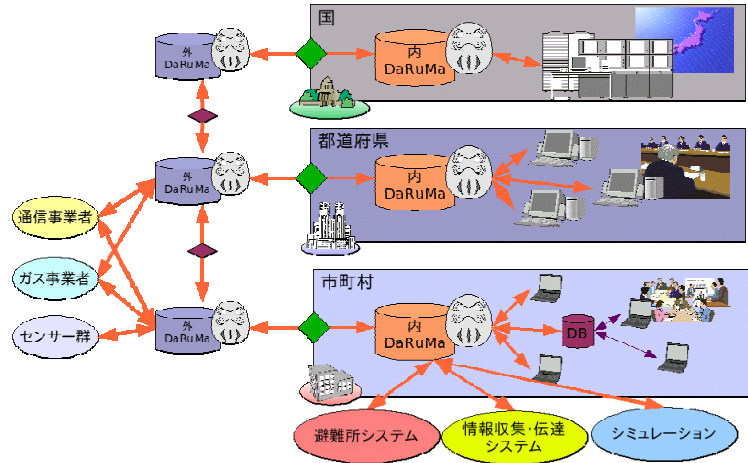 国
外
DaRuMa
内
DaRuMa
都道府県
外
DaRuMa
内
DaRuMa
通信事業者
ガス事業者
センサー群
市町村
外
DaRuMa
内
DaRuMa
DB
避難所システム
情報収集・伝達
システム
シミュレーション